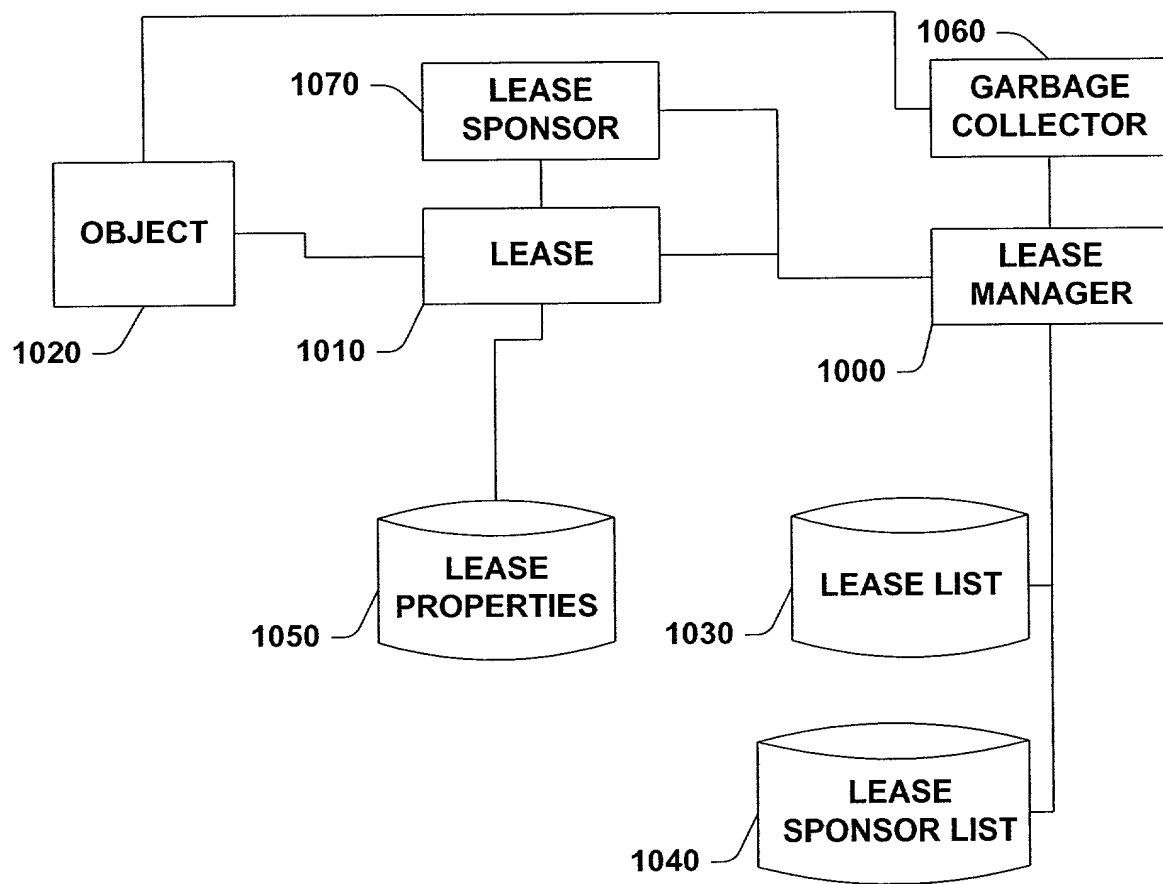 1060
1070
LEASE
SPONSOR
GARBAGE
COLLECTOR
OBJECT
LEASE
LEASE
MANAGER
1020
1010
1000
LEASE
PROPERTIES
1050
LEASE LIST
1030
LEASE
SPONSOR LIST
1040